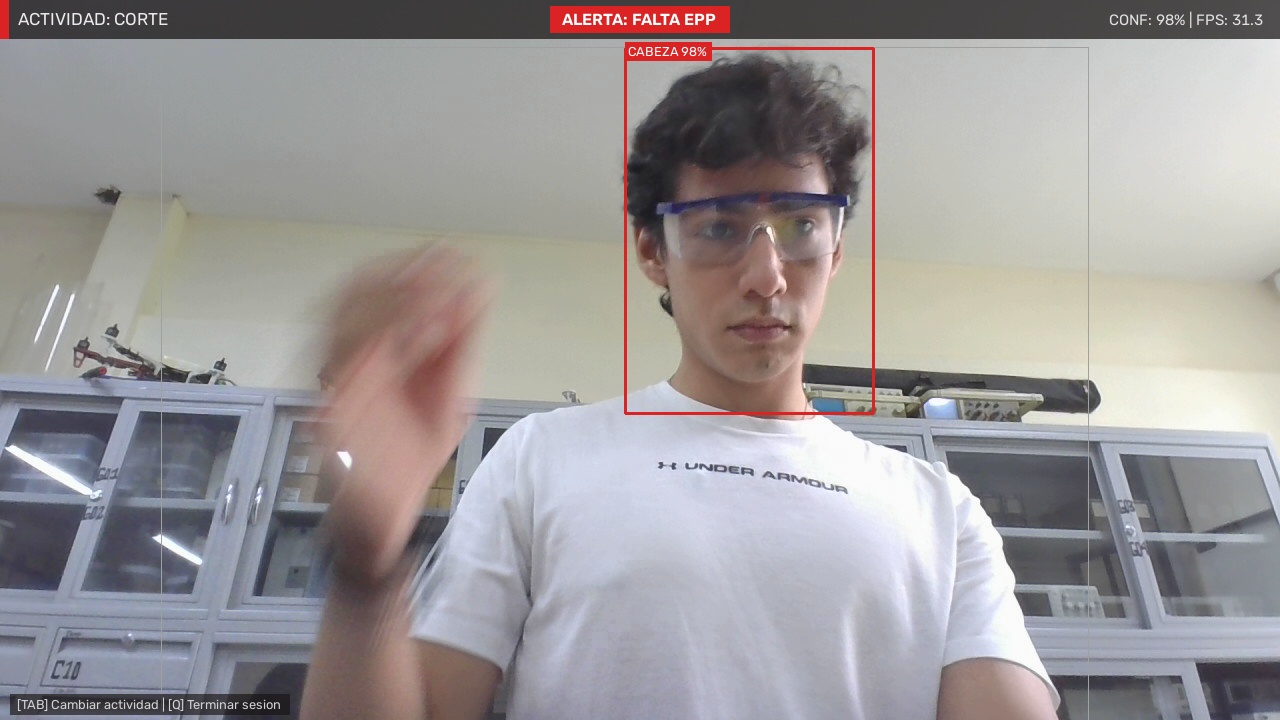 ACTIVIDAD: CORTE
ALERTA: FALTA EPP
CONF: 98% | FPS: 31.3
CABEZA 98%
UNDER ARMOUR
C10
[TAB] Cambiar actividad | [Q] Terminar sesion